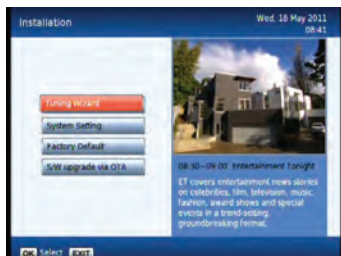 Installation
Wed, 18 May 2011
08:41
Tuning Wizard
System Setting
Factory Default
S/W upgrade via OTA
08:30-09:00 Entertainment Tonight
ET covers entertainment news stories
on celebrities, film, television, music,
fashion, award shows and special
events in a trend-seizing,
groundbreaking format.
OK Select EXIT